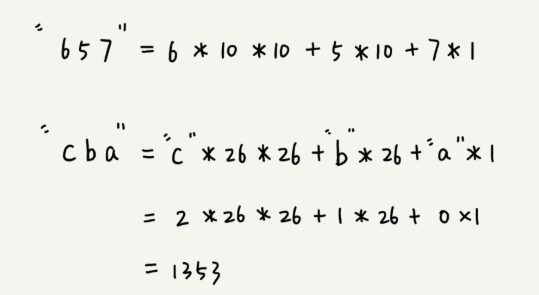 "657" = 6 * 10 * 10 + 5 * 10 + 7 * 1
"cba" = "c" * 26 * 26 + "b" * 26 + "a" * 1
= 2 * 26 * 26 + 1 * 26 + 0 × 1
= 1353